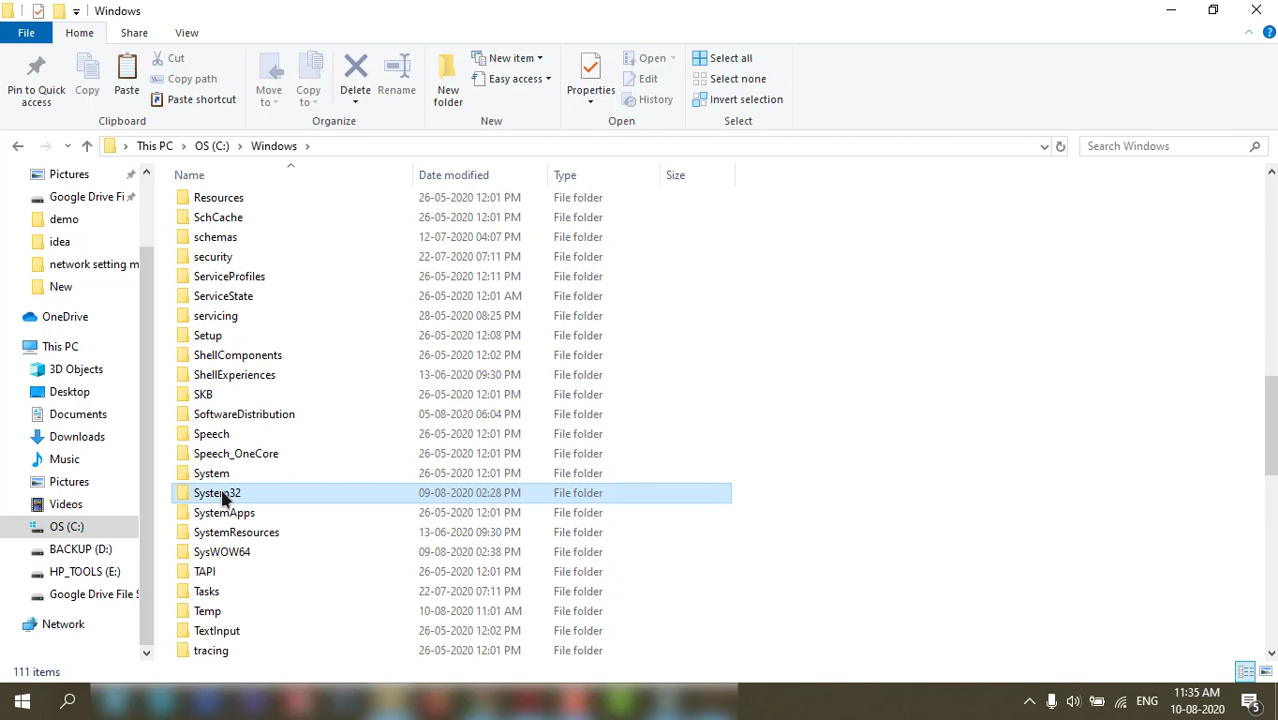 Windows
File Home Share View
Pin to Quick access
Copy
Paste
Cut
Copy path
Paste shortcut
Clipboard
Move to
Copy to
Delete
Rename
Organize
New folder
New item
Easy access
New
Properties
Open
Edit
History
Open
Select all
Select none
Invert selection
Select
This PC OS (C:) Windows
Search Windows
Pictures
Google Drive Fi
demo
idea
network setting m
New
OneDrive
This PC
3D Objects
Desktop
Documents
Downloads
Music
Pictures
Videos
OS (C:)
BACKUP (D:)
HP_TOOLS (E:)
Google Drive File S
Network
Name Date modified Type Size
Resources 26-05-2020 12:01 PM File folder
SchCache 26-05-2020 12:01 PM File folder
schemas 12-07-2020 04:07 PM File folder
security 22-07-2020 07:11 PM File folder
ServiceProfiles 26-05-2020 12:11 PM File folder
ServiceState 26-05-2020 12:01 AM File folder
servicing 28-05-2020 08:25 PM File folder
Setup 26-05-2020 12:08 PM File folder
ShellComponents 26-05-2020 12:02 PM File folder
ShellExperiences 13-06-2020 09:30 PM File folder
SKB 26-05-2020 12:01 PM File folder
SoftwareDistribution 05-08-2020 06:04 PM File folder
Speech 26-05-2020 12:01 PM File folder
Speech_OneCore 26-05-2020 12:01 PM File folder
System 26-05-2020 12:01 PM File folder
System32 09-08-2020 02:28 PM File folder
SystemApps 26-05-2020 12:01 PM File folder
SystemResources 13-06-2020 09:30 PM File folder
SysWOW64 09-08-2020 02:38 PM File folder
TAPI 26-05-2020 12:01 PM File folder
Tasks 22-07-2020 07:11 PM File folder
Temp 10-08-2020 11:01 AM File folder
TextInput 26-05-2020 12:02 PM File folder
tracing 26-05-2020 12:01 PM File folder
111 items
ENG
11:35 AM
10-08-2020
5